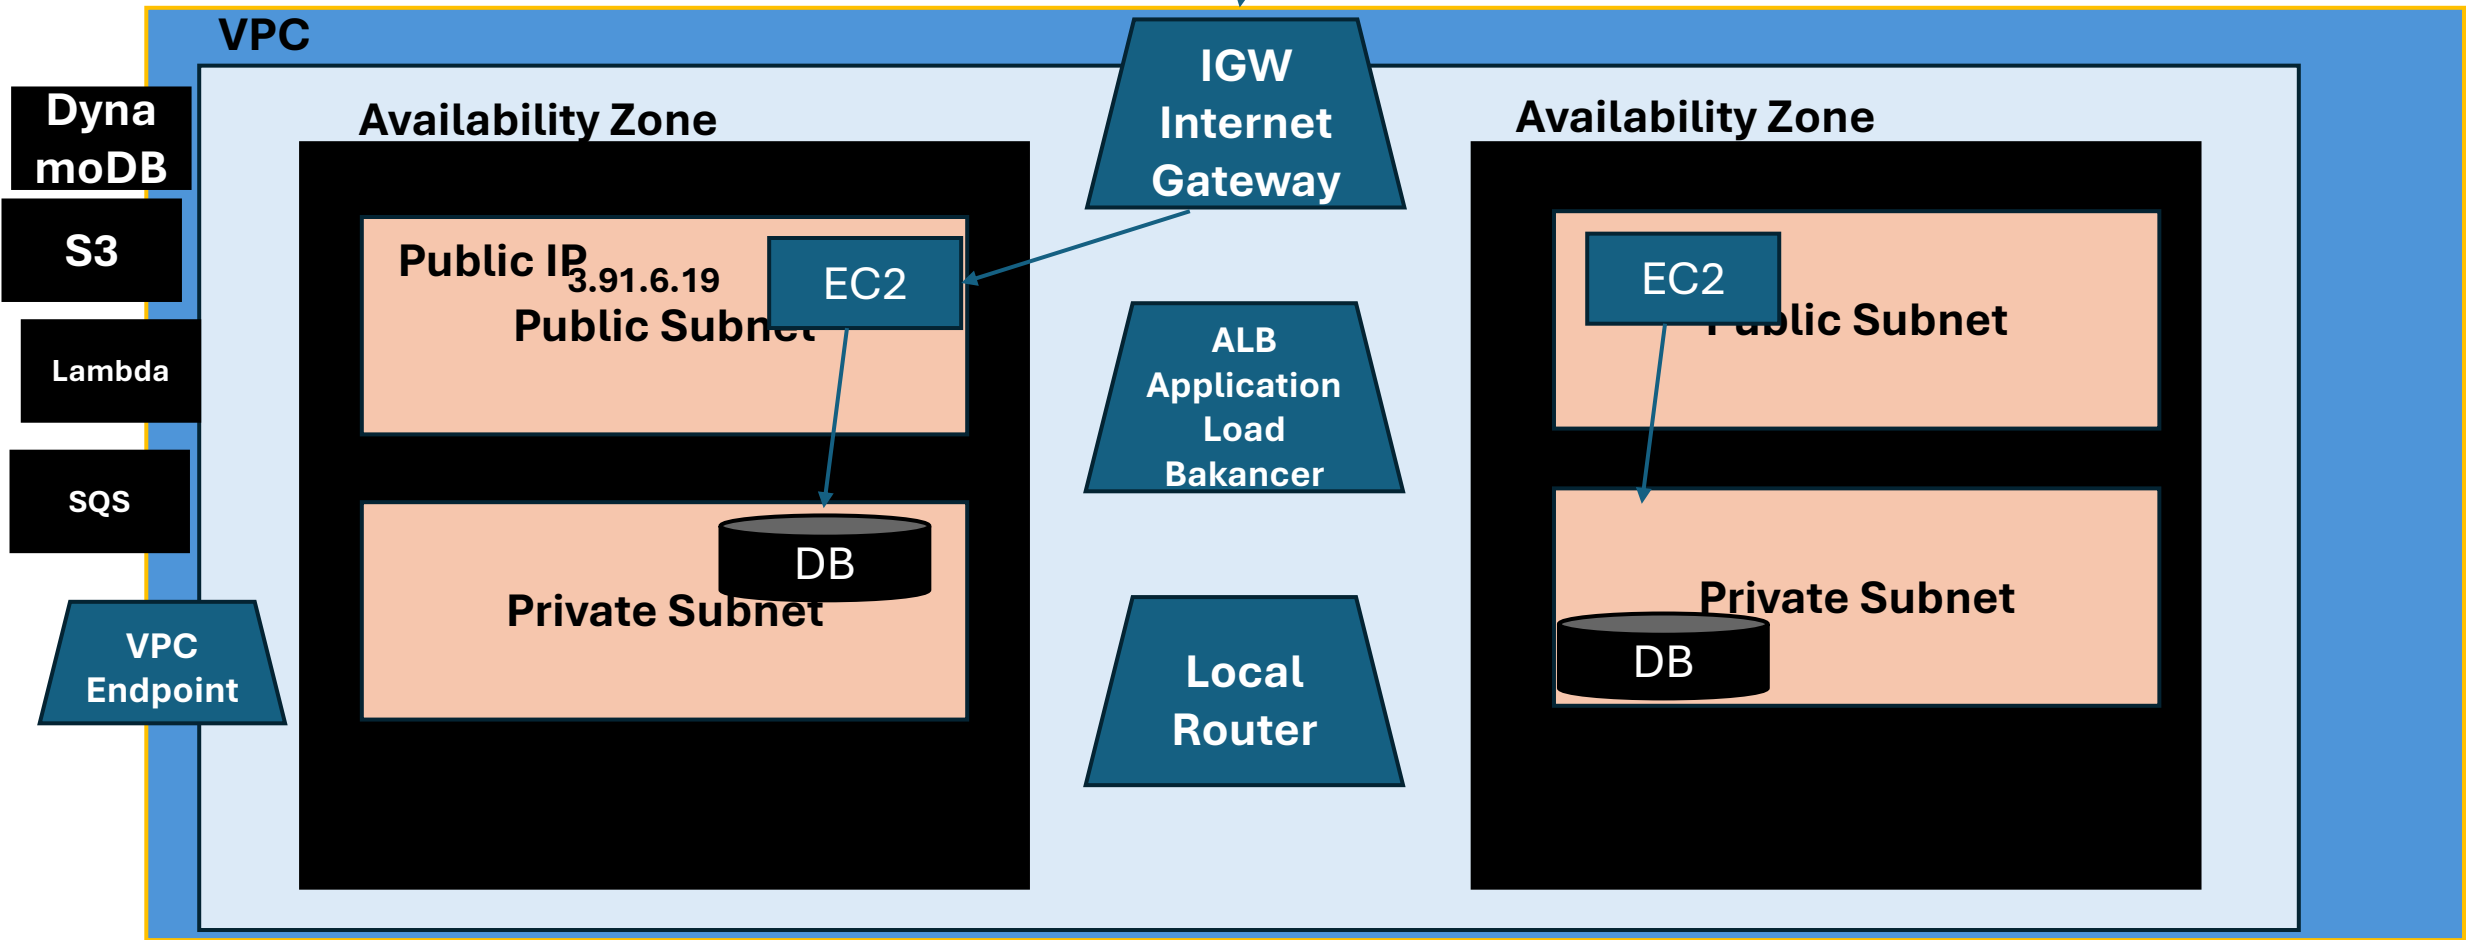 VPC
IGW
Internet
Gateway
Availability Zone
Availability Zone
Dyna
moDB
S3
Lambda
SQS
VPC
Endpoint
Public IP
3.91.6.19
EC2
Public Subnet
DB
Private Subnet
ALB
Application
Load
Bakancer
Local
Router
EC2
Public Subnet
Private Subnet
DB